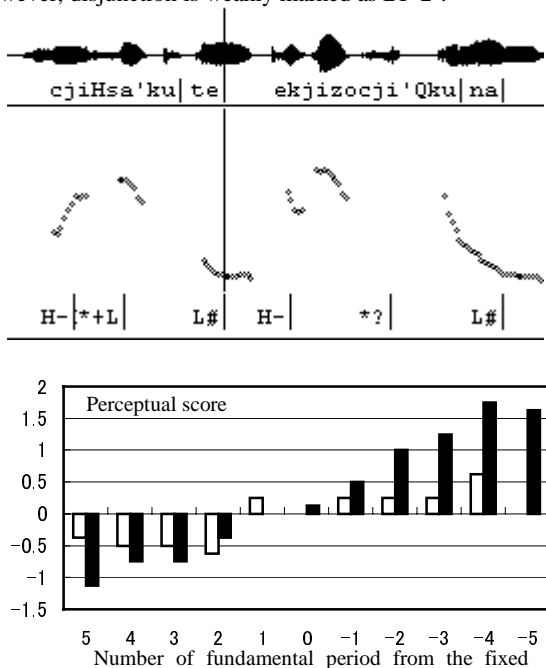 wever, disjunction is weakly marked as
cjiHsa'ku| te| ekjizocji'Qku| na|
H-|:*+L| L#| H-| *?| L#|
2
Perceptual score
1.5
1
0.5
0
-0.5
-1
-1.5
5 4 3 2 1 0 -1 -2 -3 -4 -5
Number of fundamental period from the fixed